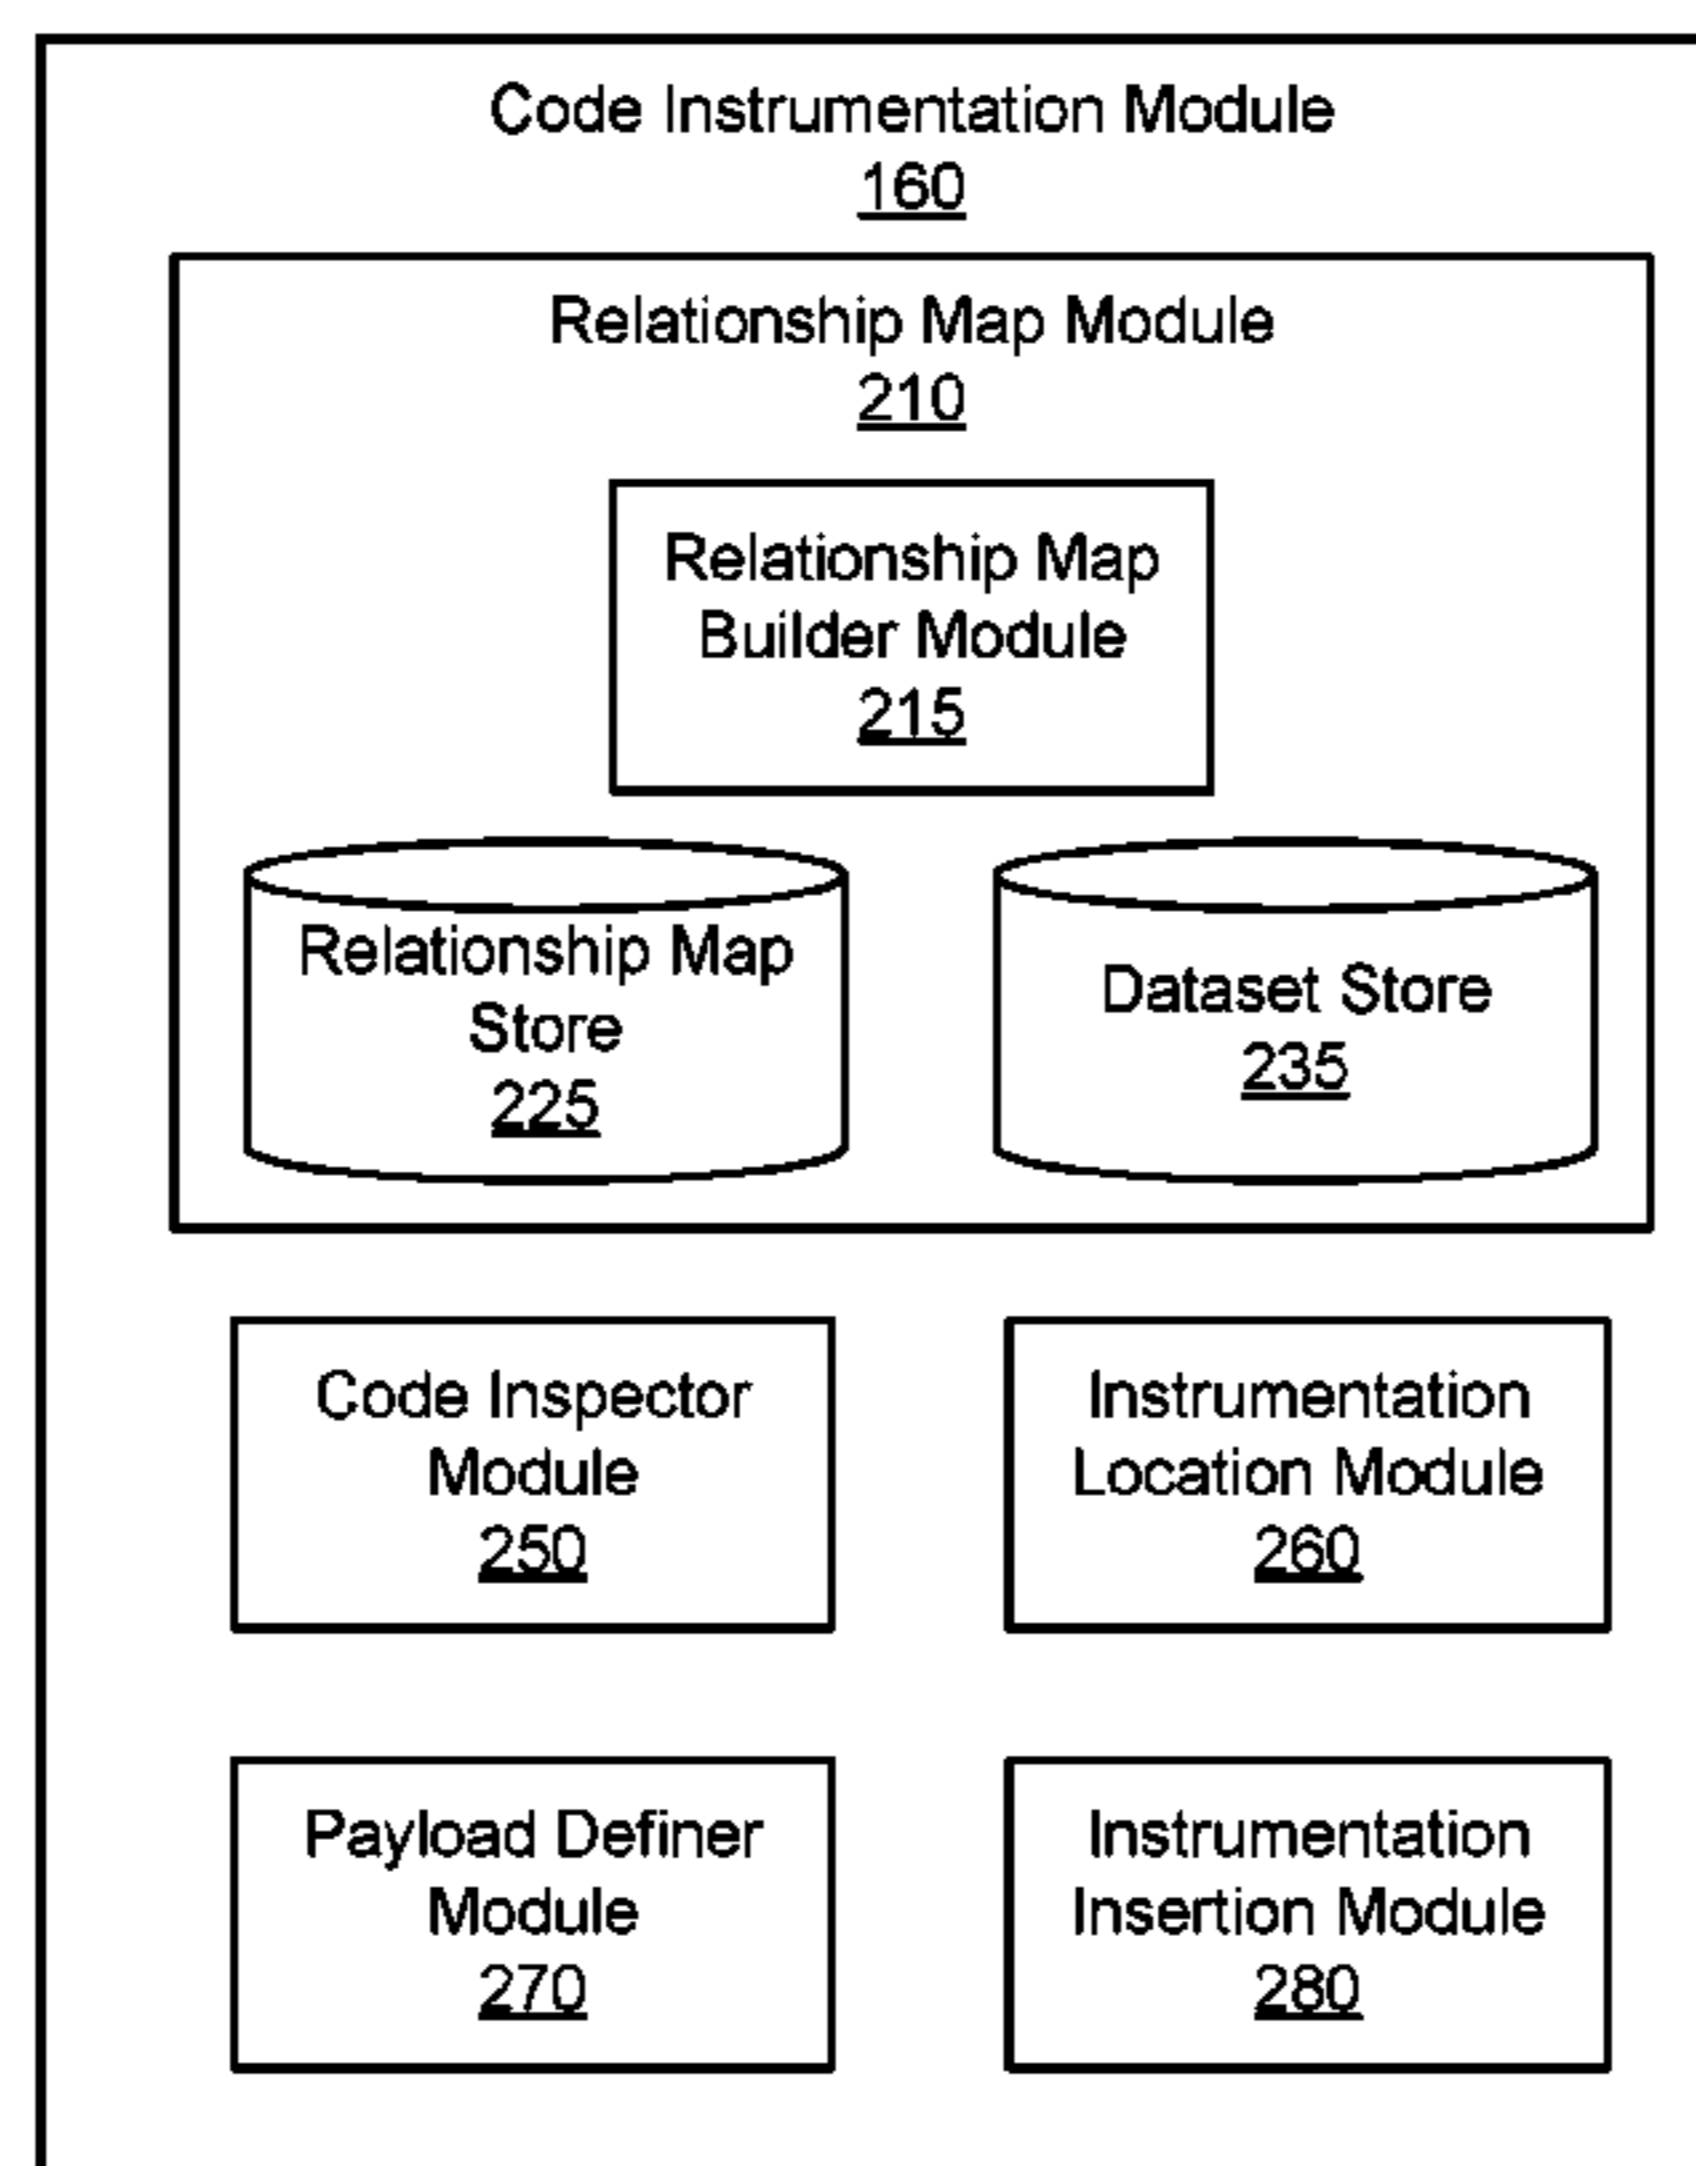 Code Instrumentation Module
160
Relationship Map Module
210
Relationship Map
Builder Module
215
Relationship Map
Store
225
Dataset Store
235
Code Inspector
Module
250
Instrumentation
Location Module
260
Payload Definer
Module
270
Instrumentation
Insertion Module
280